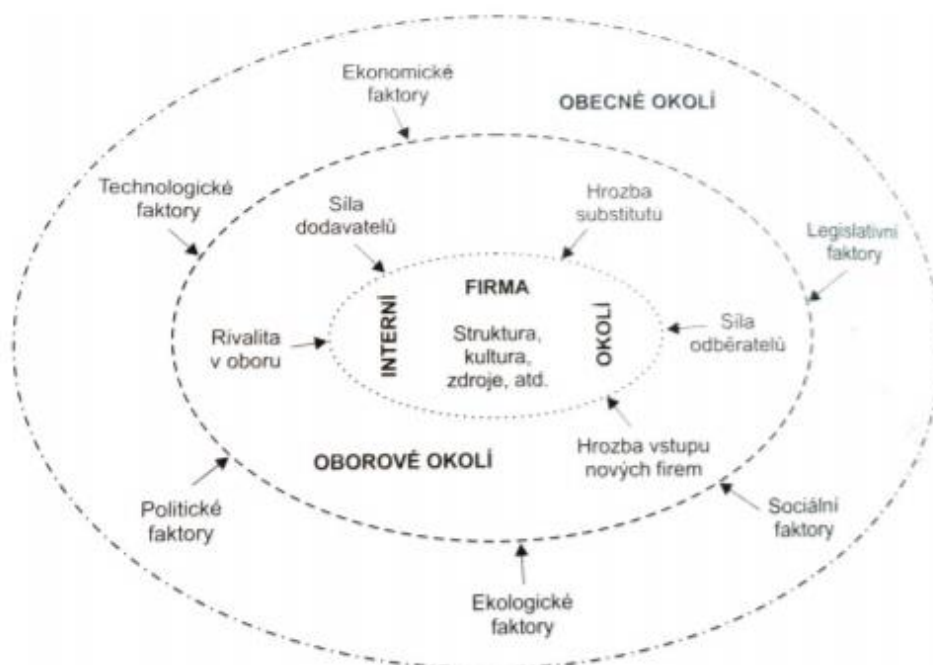 Ekonomické
faktory
OBECNÉ OKOLÍ
Technologické
faktory
Síla
dodavatelů
Hrozba
substitutů
Legislativní
faktory
FIRMA
INTERNÍ
OKOLÍ
Struktura,
kultura,
zdroje, atd.
Rivalita
v oboru
Síla
odběratelů
OBOROVÉ OKOLÍ
Hrozba vstupu
nových firem
Politické
faktory
Sociální
faktory
Ekologické
faktory